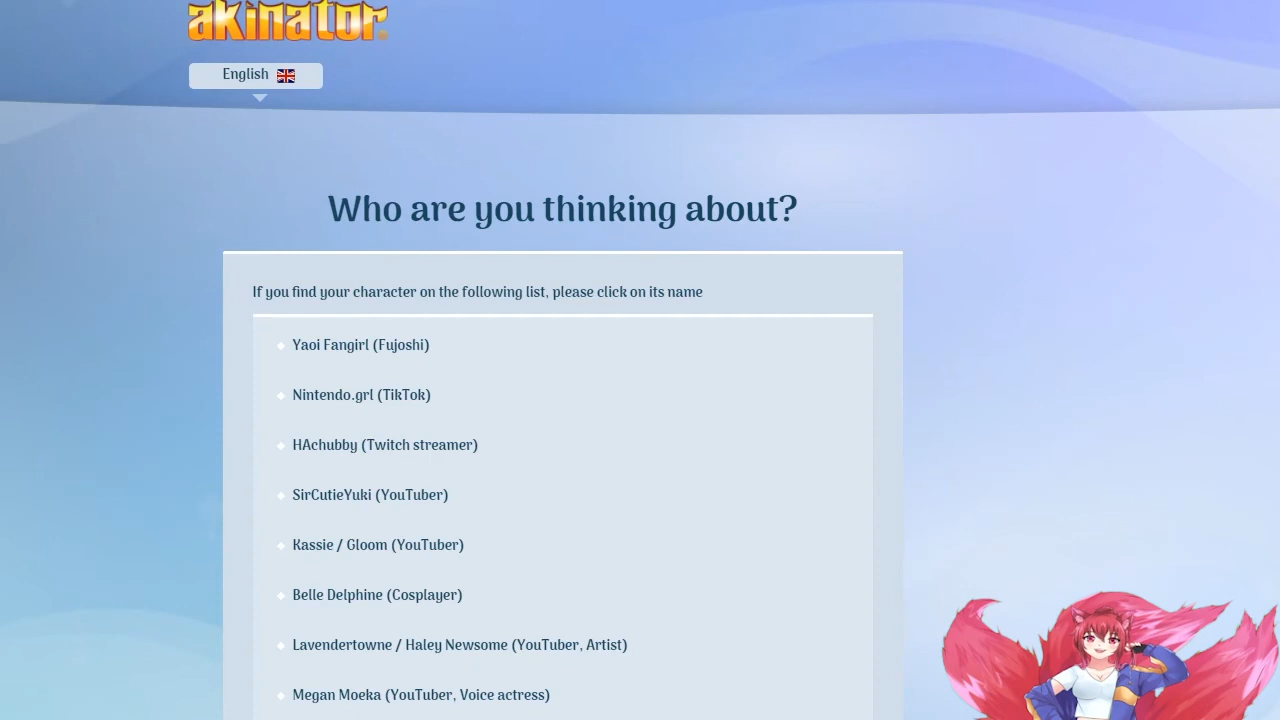 akinator
English
Who are you thinking about?
If you find your character on the following list, please click on its name
Yaoi Fangirl (Fujoshi)
Nintendo.grl (TikTok)
HAchubby (Twitch streamer)
SirCutieYuki (YouTuber)
Kassie / Gloom (YouTuber)
Belle Delphine (Cosplayer)
Lavendertowne / Haley Newsome (YouTuber, Artist)
Megan Moeka (YouTuber, Voice actress)